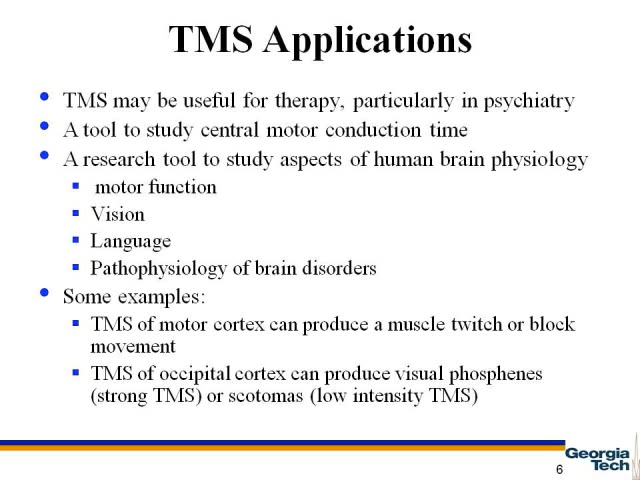 TMS Applications
• TMS may be useful for therapy, particularly in psychiatry
• A tool to study central motor conduction time
• A research tool to study aspects of human brain physiology
▪ motor function
▪ Vision
▪ Language
▪ Pathophysiology of brain disorders
• Some examples:
▪ TMS of motor cortex can produce a muscle twitch or block
movement
▪ TMS of occipital cortex can produce visual phosphenes
(strong TMS) or scotomas (low intensity TMS)
Georgia
Tech
6